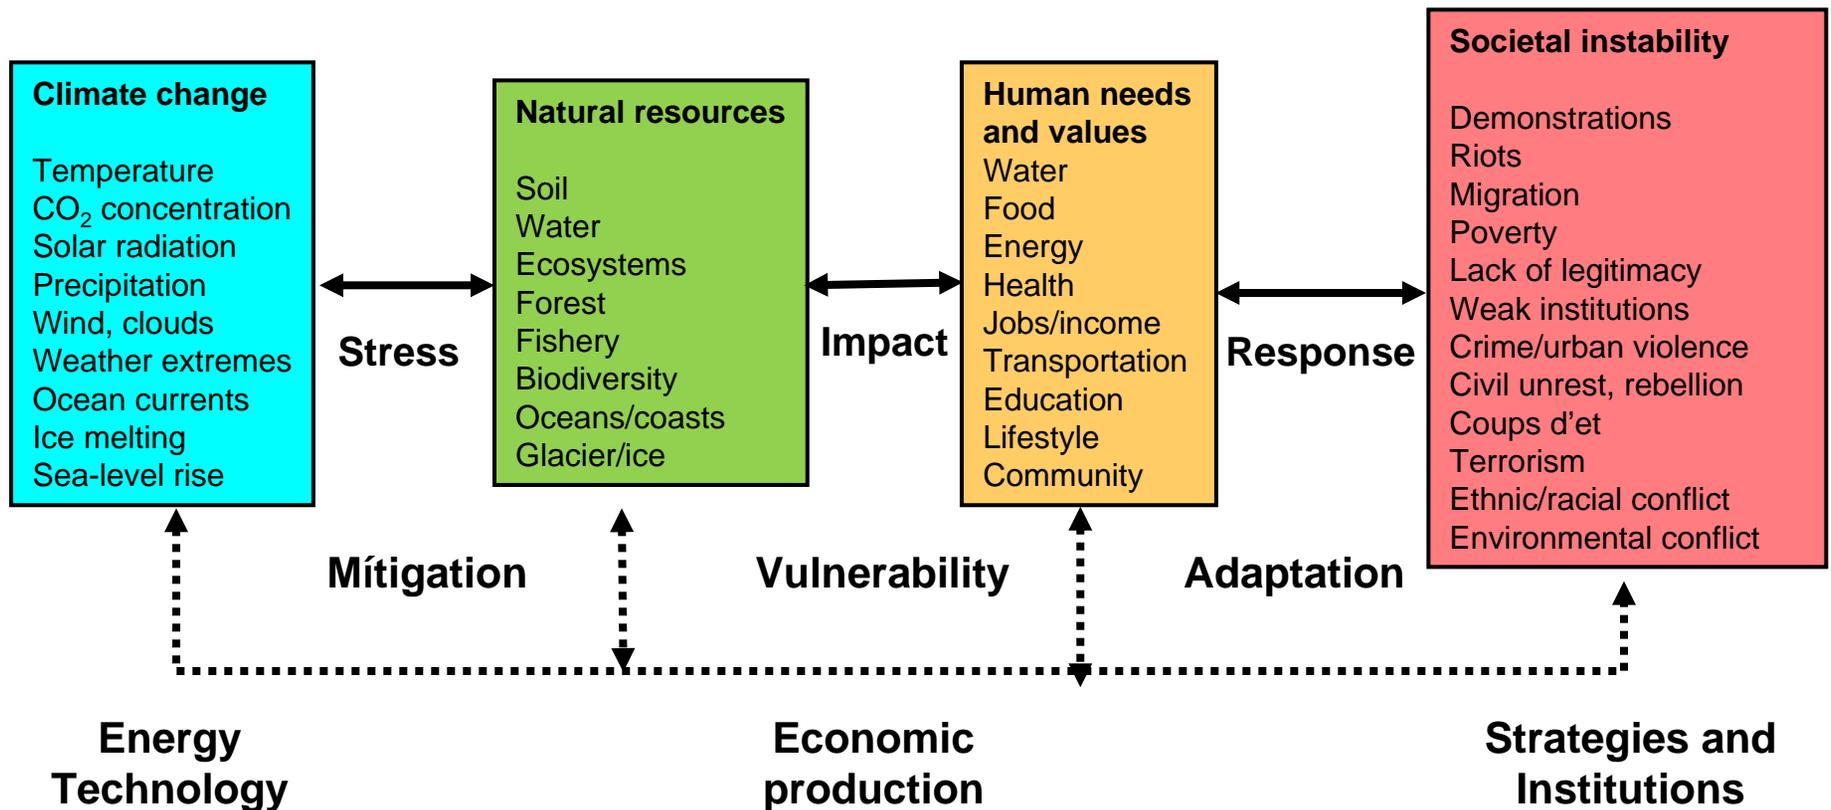 Climate change
Temperature
CO₂ concentration
Solar radiation
Precipitation
Wind, clouds
Weather extremes
Ocean currents
Ice melting
Sea-level rise
Stress
Natural resources
Soil
Water
Ecosystems
Forest
Fishery
Biodiversity
Oceans/coasts
Glacier/ice
Impact
Human needs
and values
Water
Food
Energy
Health
Jobs/income
Transportation
Education
Lifestyle
Community
Response
Societal instability
Demonstrations
Riots
Migration
Poverty
Lack of legitimacy
Weak institutions
Crime/urban violence
Civil unrest, rebellion
Coups d’et
Terrorism
Ethnic/racial conflict
Environmental conflict
Mítigation
Vulnerability
Adaptation
Energy
Technology
Economic
production
Strategies and
Institutions